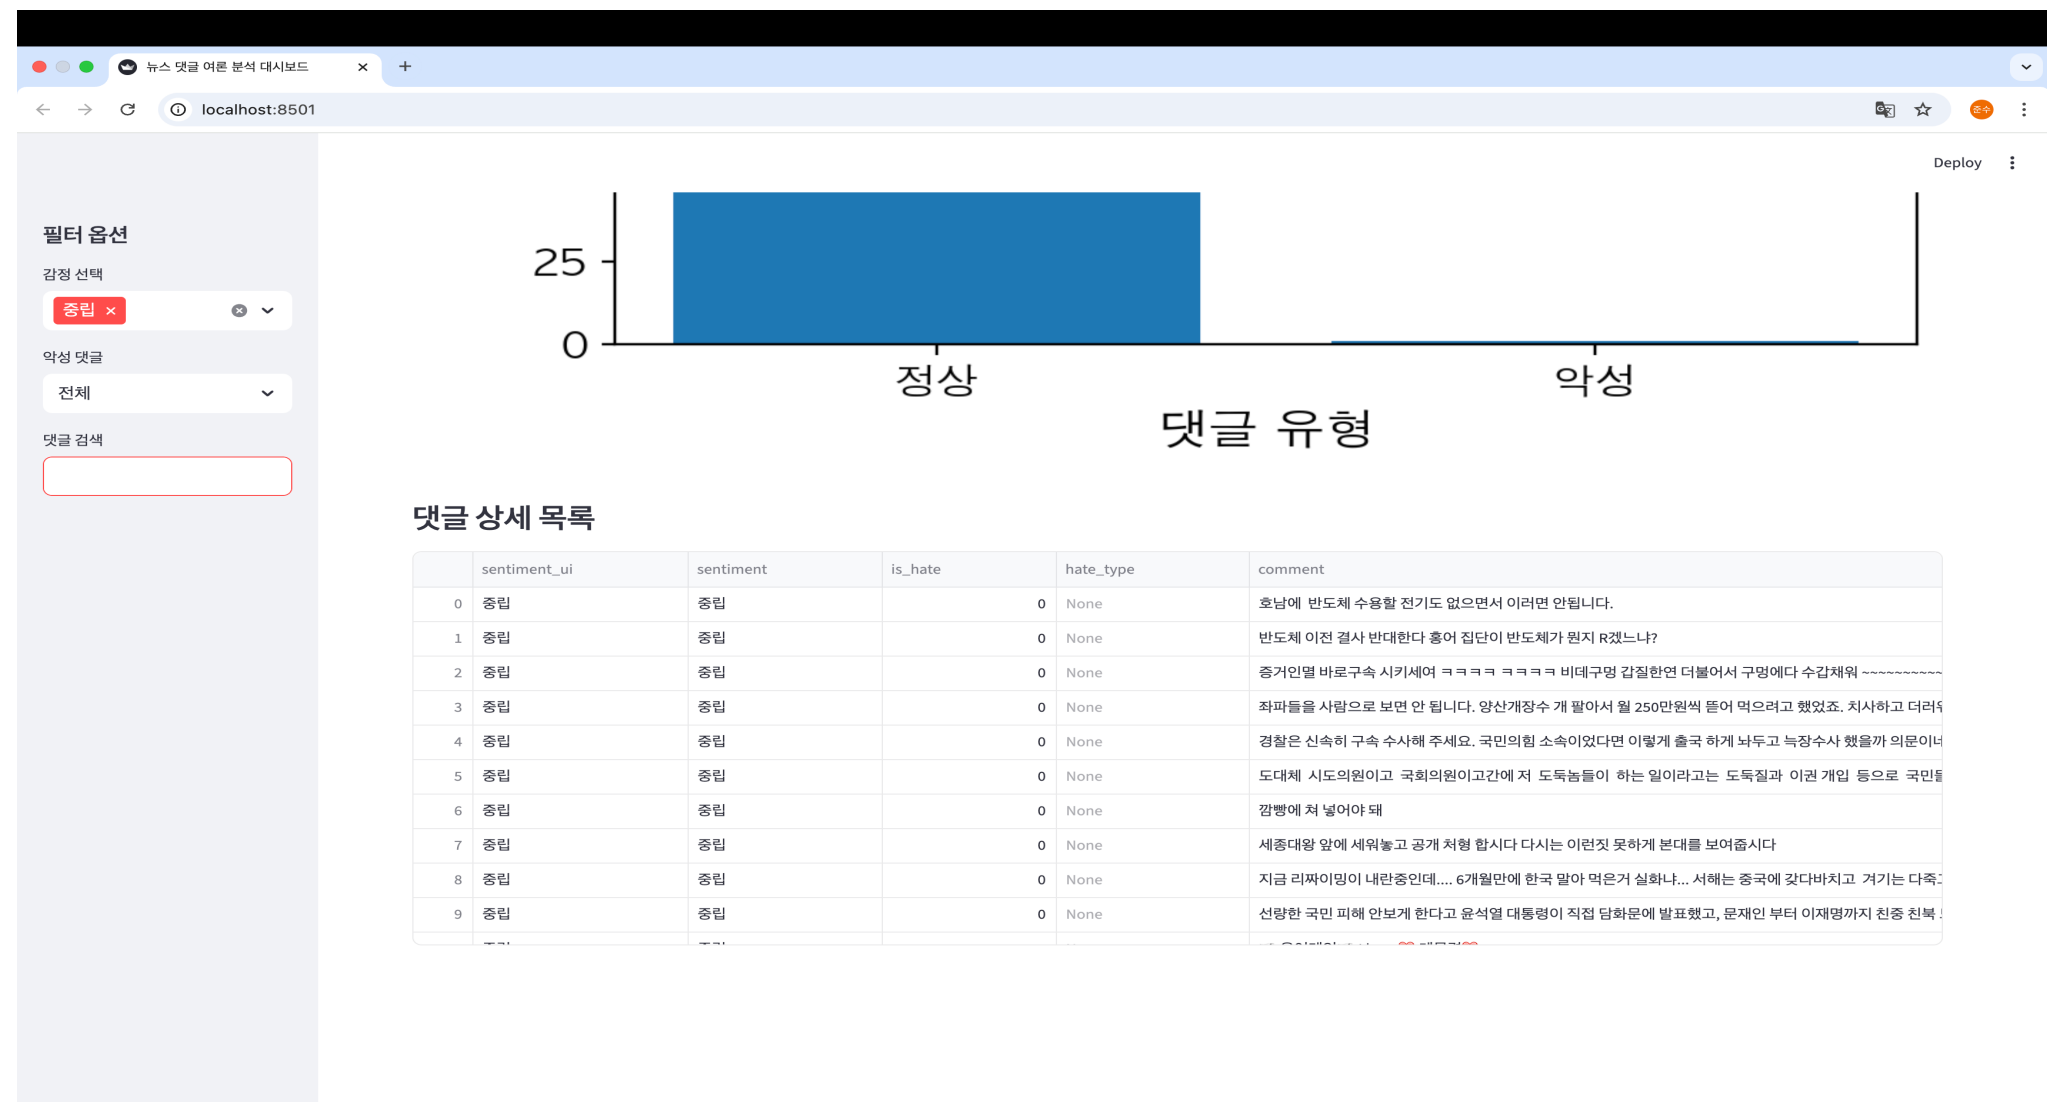 뉴스 댓글 여론 분석 대시보드
localhost:8501
준수
Deploy
필터 옵션
감정 선택
중립
악성 댓글
전체
댓글 검색
25
0
정상 악성
댓글 유형
댓글 상세 목록
sentiment_ui sentiment is_hate hate_type comment
0 중립 중립 0 None 호남에 반도체 수용할 전기도 없으면서 이러면 안됩니다.
1 중립 중립 0 None 반도체 이전 결사 반대한다 홍어 집단이 반도체가 뭔지 R겠느냐?
2 중립 중립 0 None 증거인멸 바로구속 시키세여 ㅋㅋㅋㅋ ㅋㅋㅋㅋ 비데구멍 갑질한연 더불어서 구멍에다 수갑채워 ~~~~~~~~~~~~
3 중립 중립 0 None 좌파들을 사람으로 보면 안 됩니다. 양산개장수 개 팔아서 월 250만원씩 뜯어 먹으려고 했었죠. 치사하고
4 중립 중립 0 None 경찰은 신속히 구속 수사해 주세요. 국민의힘 소속이었다면 이렇게 출국 하게 놔두고 늑장수사 했을까
5 중립 중립 0 None 도대체 시도의원이고 국회의원이고간에 저 도둑놈들이 하는 일이라고는 도둑질과 이권 개입 등으로
6 중립 중립 0 None 깜빵에 쳐 넣어야 돼
7 중립 중립 0 None 세종대왕 앞에 세워놓고 공개 처형 합시다 다시는 이런짓 못하게 본대를 보여줍시다
8 중립 중립 0 None 지금 리짜이밍이 내란중인데.... 6개월만에 한국 말아 먹은거 실화냐... 서해는 중국에 갖다바치고 겨기는
9 중립 중립 0 None 선량한 국민 피해 안보게 한다고 윤석열 대통령이 직접 담화문에 발표했고, 문재인 부터 이재명까지 친중 친북